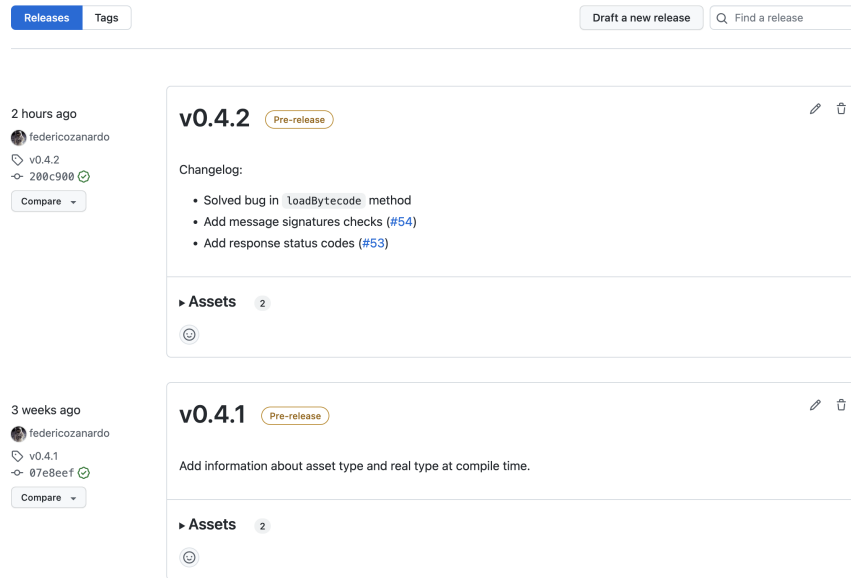 Releases Tags Draft a new release Find a release
2 hours ago
federicozanardo
v0.4.2
200c900
Compare
v0.4.2 Pre-release
Changelog:
• Solved bug in loadBytecode method
• Add message signatures checks (#54)
• Add response status codes (#53)
Assets 2
3 weeks ago
federicozanardo
v0.4.1
07e8eef
Compare
v0.4.1 Pre-release
Add information about asset type and real type at compile time.
Assets 2